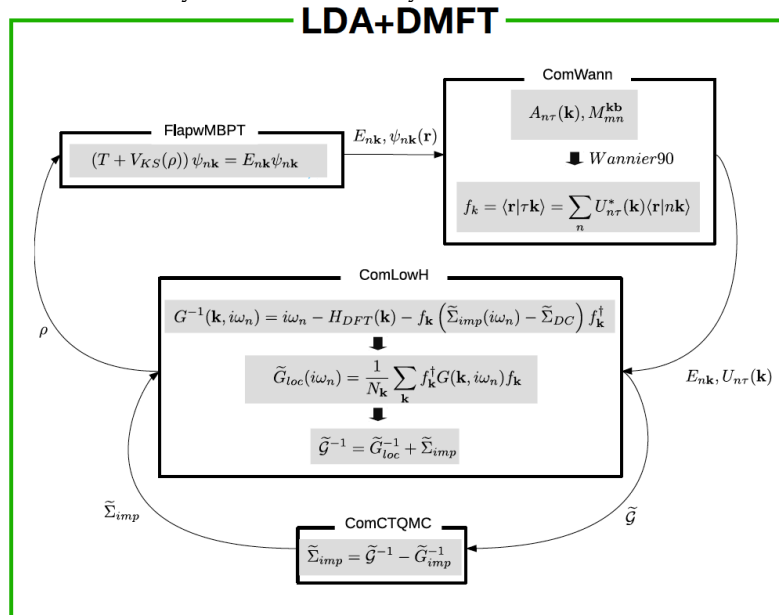 LDA+DMFT
ComWann
A_{nτ}(𝐤), M_{mn}^{𝐤𝐛}
Wannier90
f_k = ⟨𝐫|τ𝐤⟩ = ∑_n U*_{nτ}(𝐤)⟨𝐫|n𝐤⟩
FlapwMBPT
(T + V_{KS}(ρ)) ψ_{n𝐤} = E_{n𝐤}ψ_{n𝐤}
E_{n𝐤}, ψ_{n𝐤}(𝐫)
ComLowH
G^{-1}(𝐤, iω_n) = iω_n − H_{DFT}(𝐤) − f_𝐤 (Σ̃_{imp}(iω_n) − Σ̃_{DC}) f_𝐤^†
G̃_{loc}(iω_n) = 1/N_𝐤 ∑_𝐤 f_𝐤^† G(𝐤, iω_n) f_𝐤
𝒢̃^{-1} = G̃_{loc}^{-1} + Σ̃_{imp}
ρ
E_{n𝐤}, U_{nτ}(𝐤)
Σ̃_{imp}
𝒢̃
ComCTQMC
Σ̃_{imp} = 𝒢̃^{-1} − G̃_{imp}^{-1}